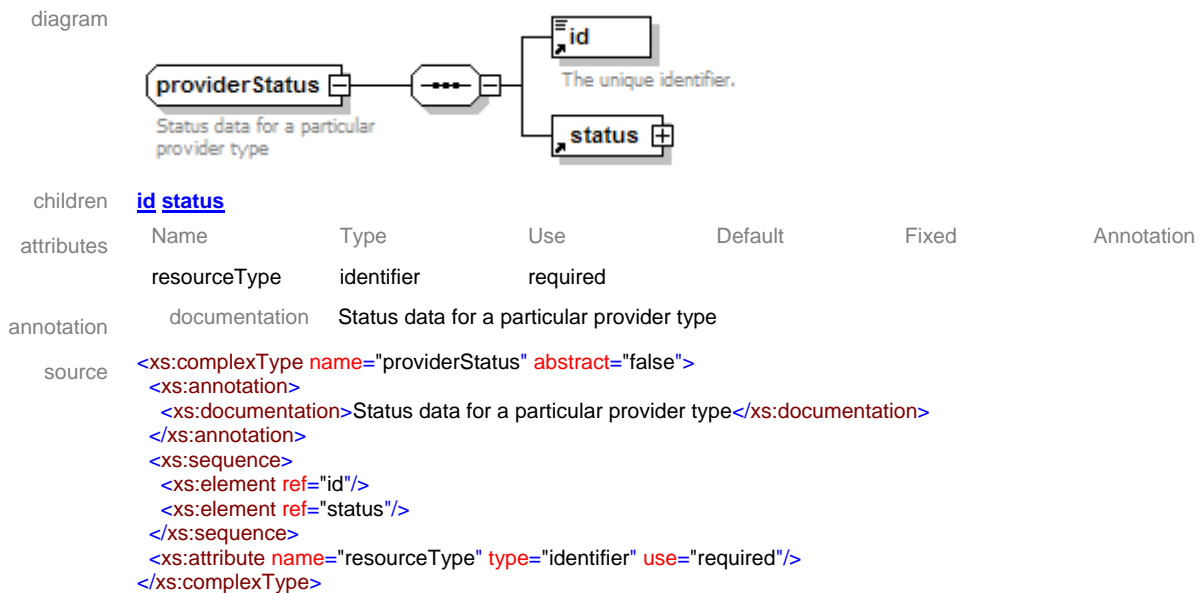 diagram
id
The unique identifier.
providerStatus
Status data for a particular
provider type
status
children id status
attributes Name Type Use Default Fixed Annotation
resourceType identifier required
annotation documentation Status data for a particular provider type
source <xs:complexType name="providerStatus" abstract="false">
<xs:annotation>
<xs:documentation>Status data for a particular provider type</xs:documentation>
</xs:annotation>
<xs:sequence>
<xs:element ref="id"/>
<xs:element ref="status"/>
</xs:sequence>
<xs:attribute name="resourceType" type="identifier" use="required"/>
</xs:complexType>